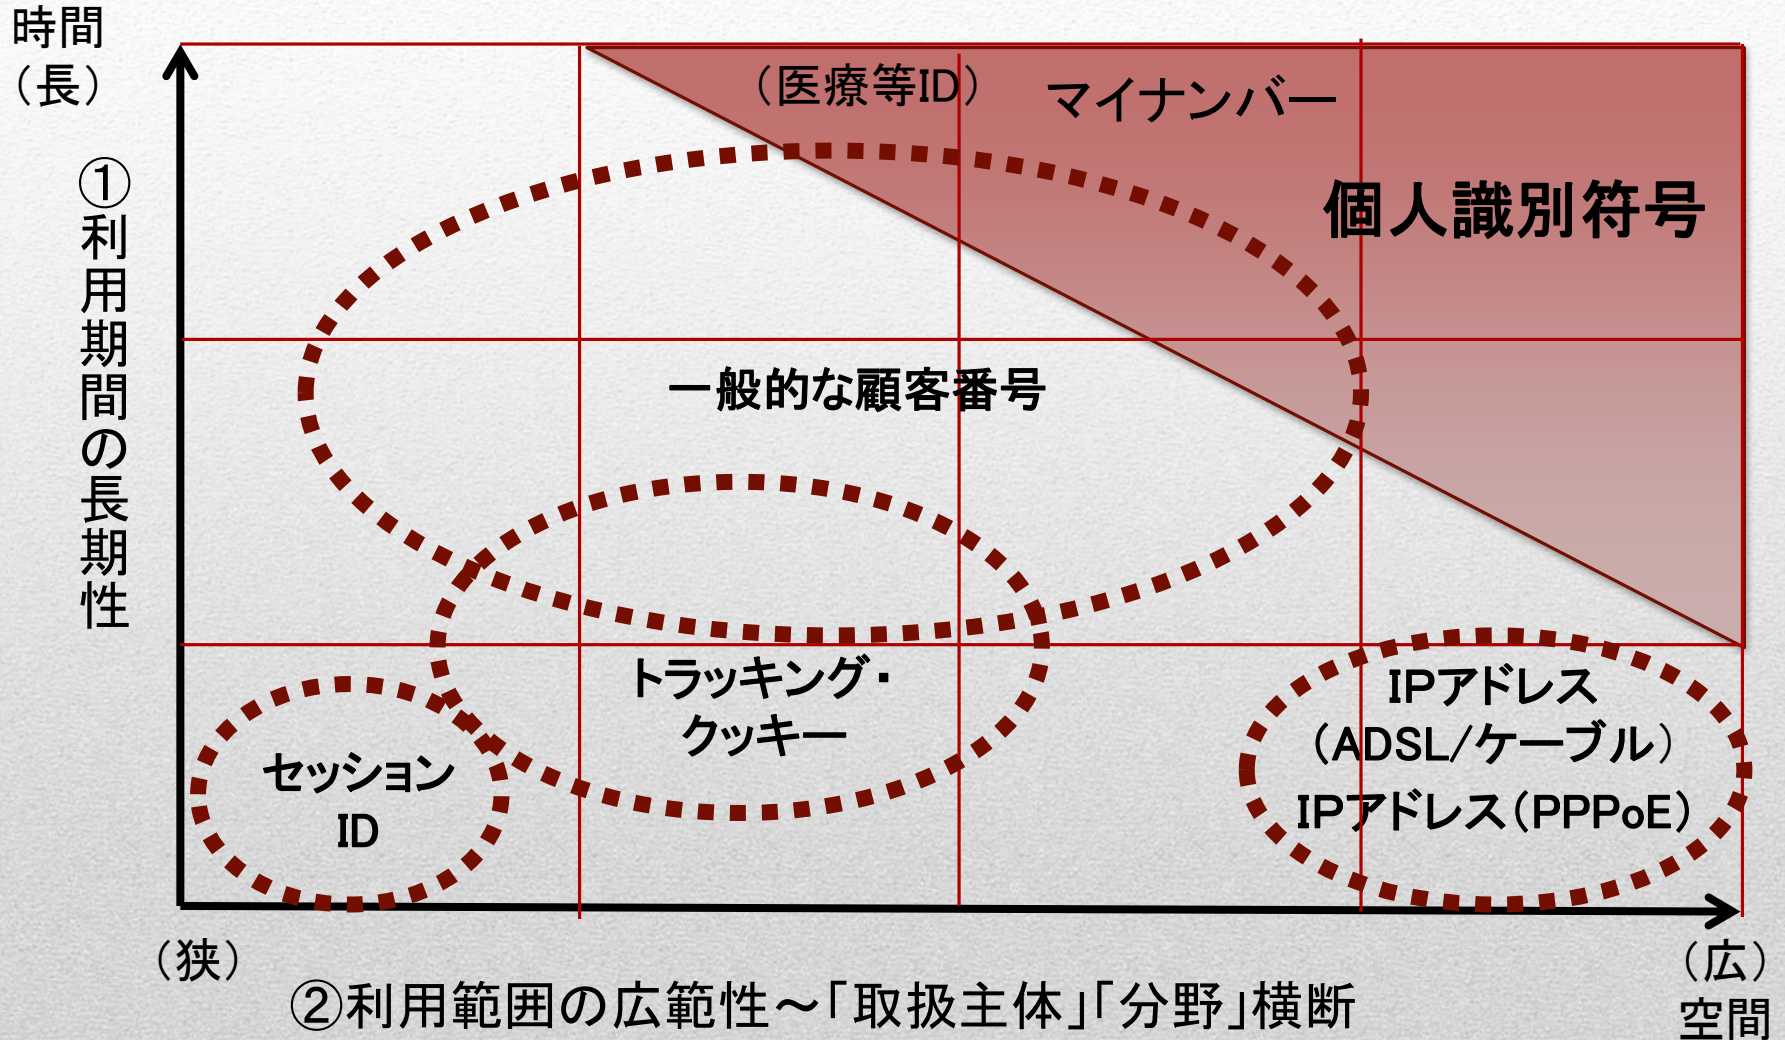 時間
（長）
①利用期間の長期性
（医療等ID）
マイナンバー
個人識別符号
一般的な顧客番号
トラッキング・
クッキー
セッション
ID
IPアドレス
（ADSL/ケーブル）
IPアドレス（PPPoE）
（狭）
（広）
空間
②利用範囲の広範性～「取扱主体」「分野」横断